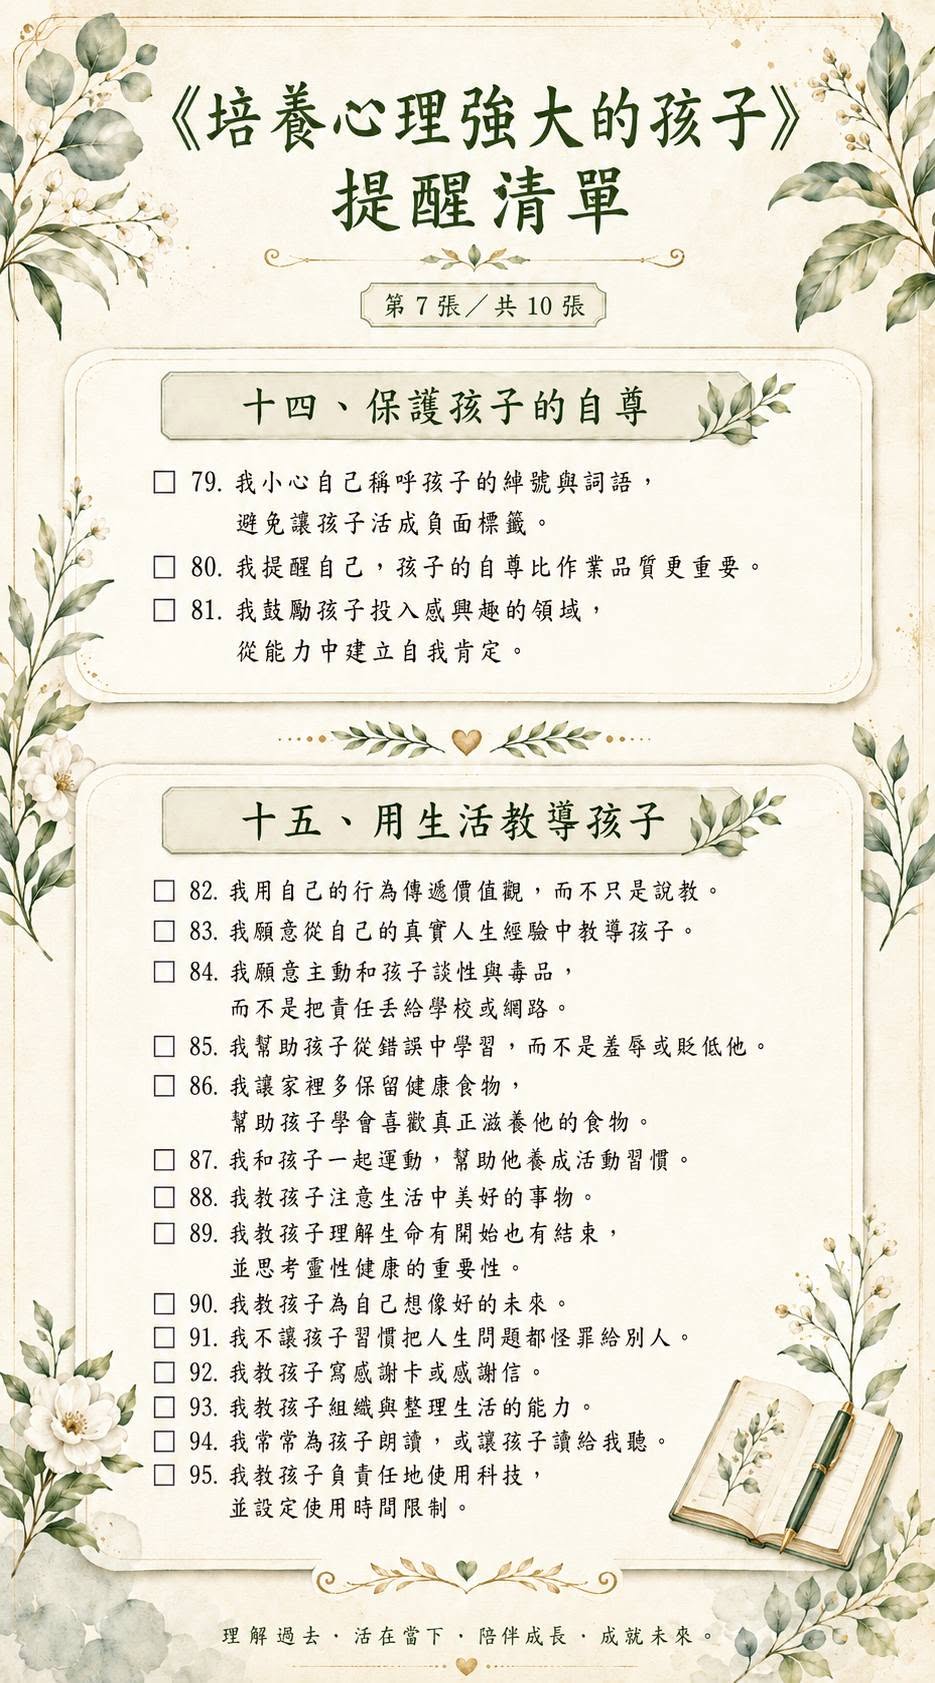 《培養心理強大的孩子》
提醒清單
第 7 張／共 10 張
十四、保護孩子的自尊
□ 79. 我小心自己稱呼孩子的綽號與詞語，
避免讓孩子活成負面標籤。
□ 80. 我提醒自己，孩子的自尊比作業品質更重要。
□ 81. 我鼓勵孩子投入感興趣的領域，
從能力中建立自我肯定。
十五、用生活教導孩子
□ 82. 我用自己的行為傳遞價值觀，而不只是說教。
□ 83. 我願意從自己的真實人生經驗中教導孩子。
□ 84. 我願意主動和孩子談性與毒品，
而不是把責任丟給學校或網路。
□ 85. 我幫助孩子從錯誤中學習，而不是羞辱或貶低他。
□ 86. 我讓家裡多保留健康食物，
幫助孩子學會喜歡真正滋養他的食物。
□ 87. 我和孩子一起運動，幫助他養成活動習慣。
□ 88. 我教孩子注意生活中美好的事物。
□ 89. 我教孩子理解生命有開始也有結束，
並思考靈性健康的重要性。
□ 90. 我教孩子為自己想像好的未來。
□ 91. 我不讓孩子習慣把人生問題都怪罪給別人。
□ 92. 我教孩子寫感謝卡或感謝信。
□ 93. 我教孩子組織與整理生活的能力。
□ 94. 我常常為孩子朗讀，或讓孩子讀給我聽。
□ 95. 我教孩子負責任地使用科技，
並設定使用時間限制。
理解過去·活在當下·陪伴成長·成就未來。